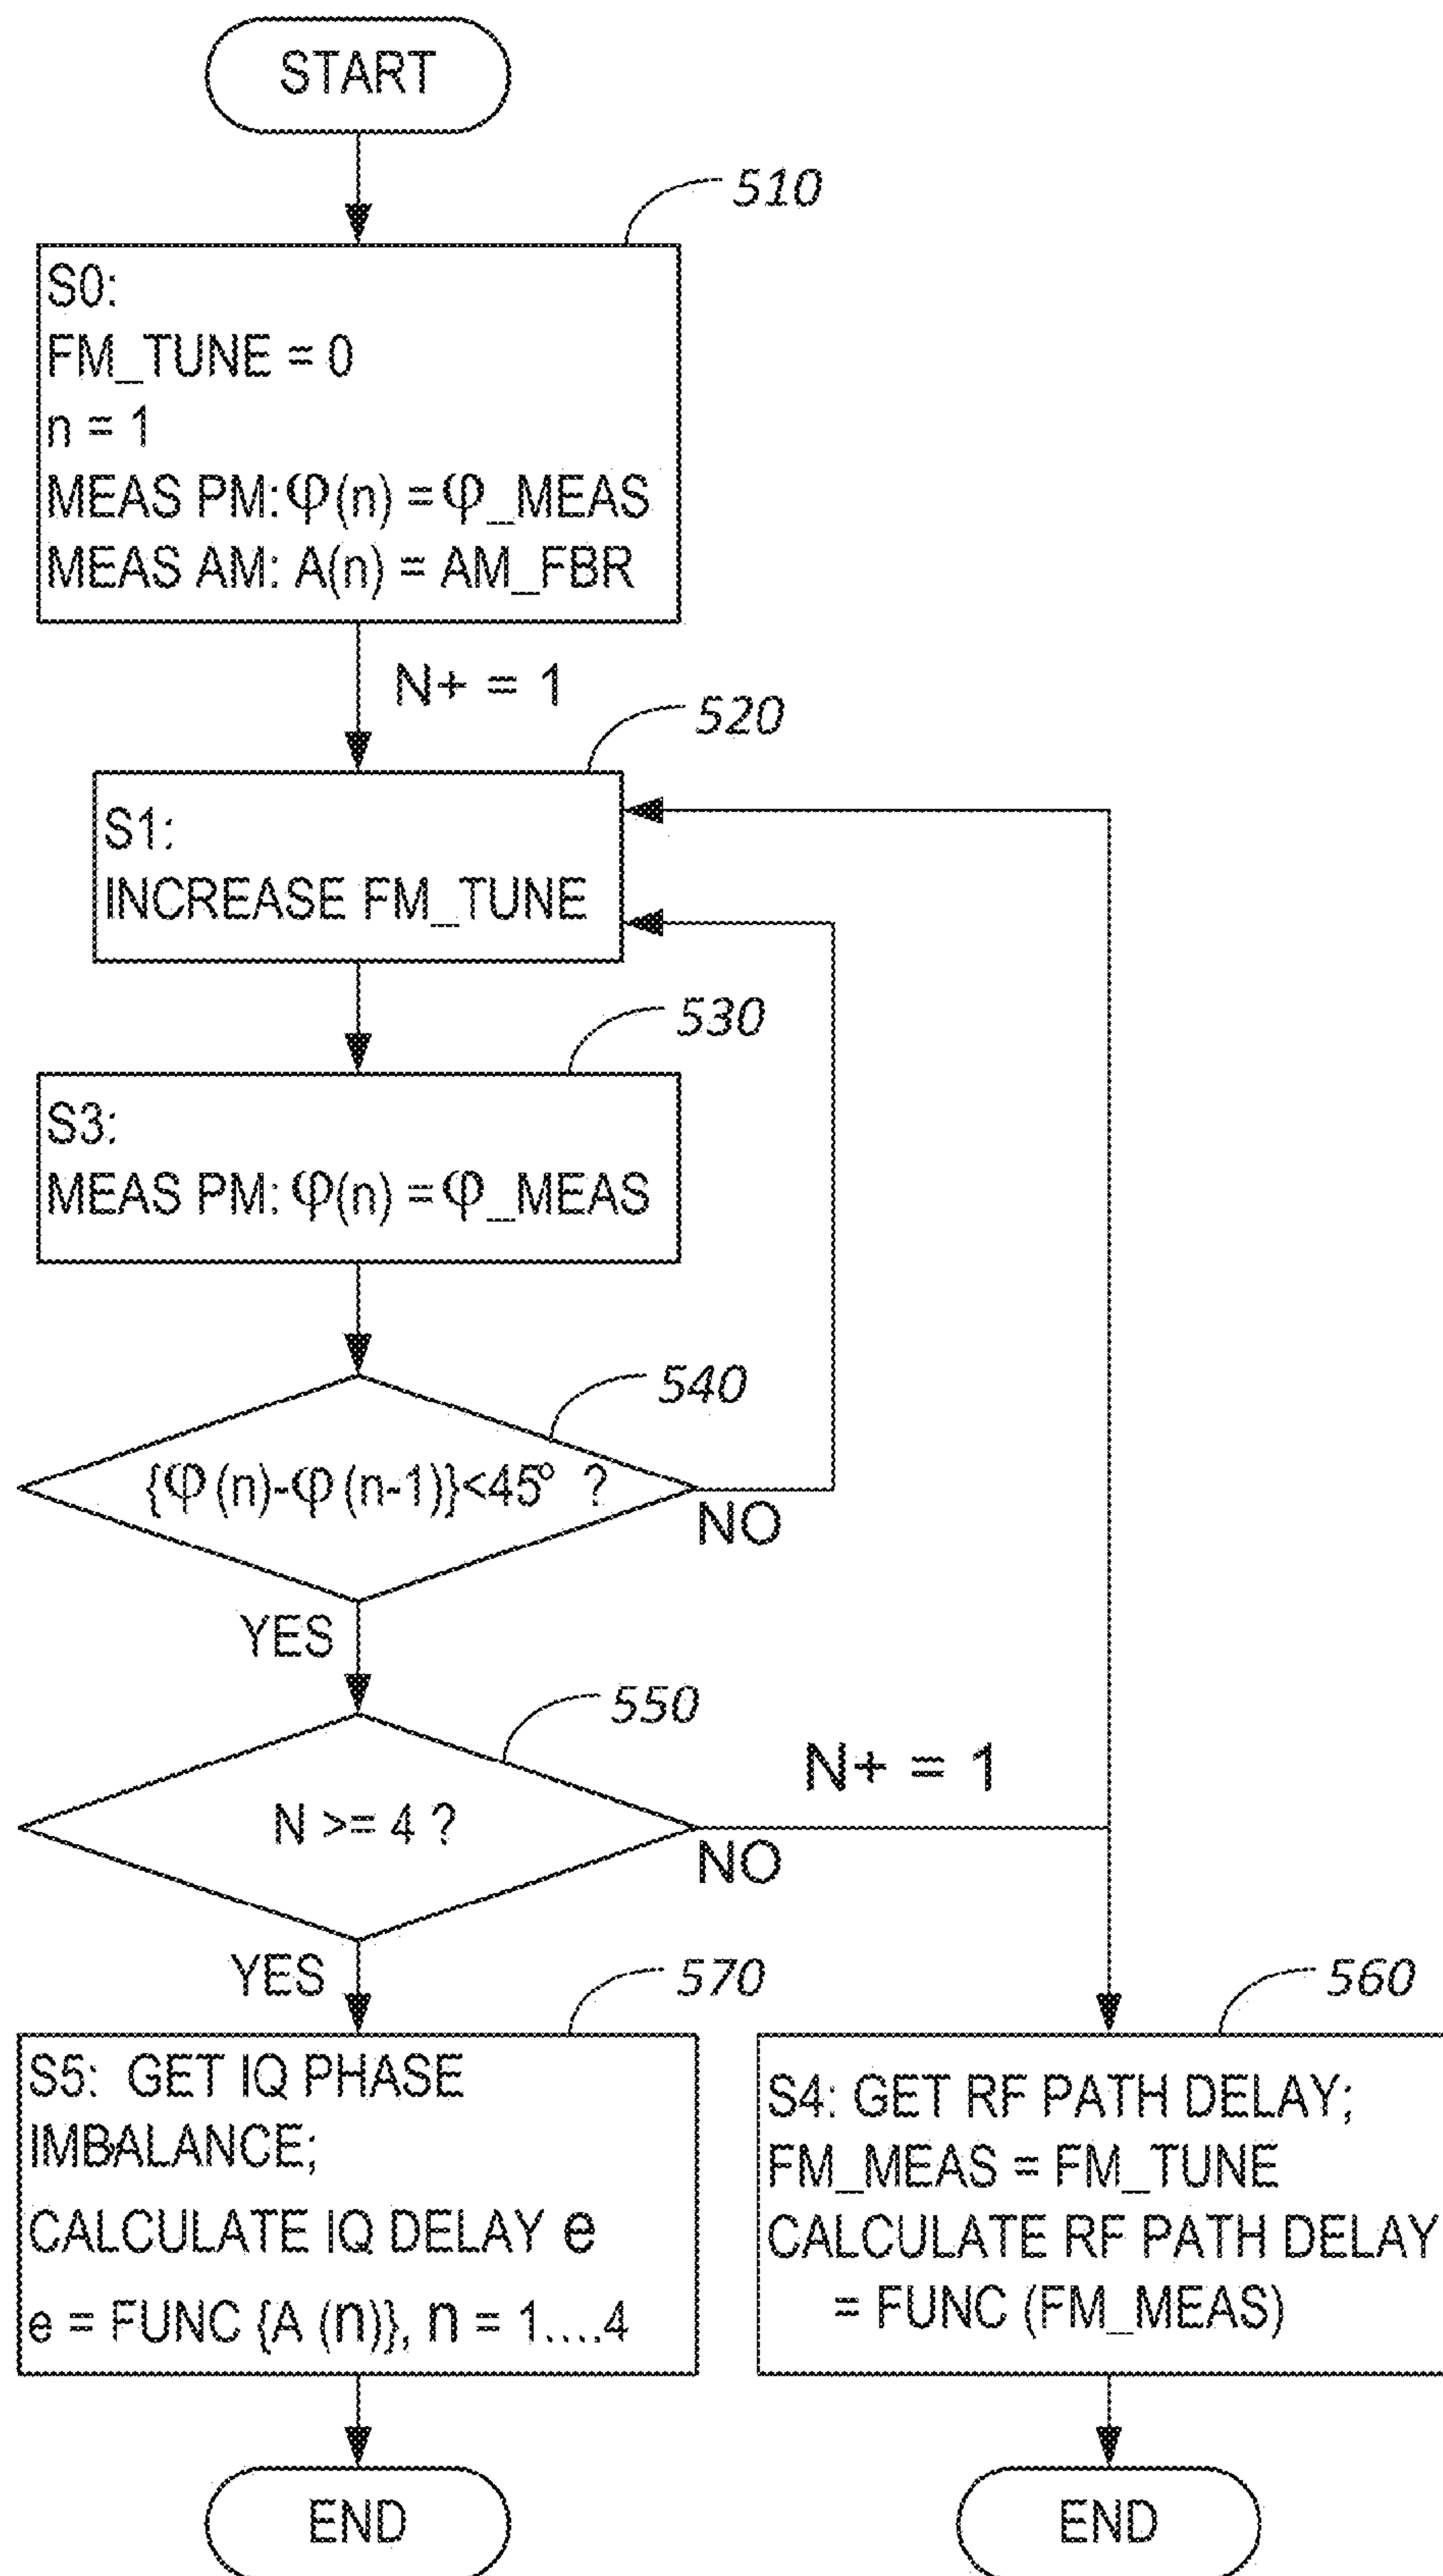 START
510
S0:
FM_TUNE = 0
n = 1
MEAS PM: φ(n) = φ_MEAS
MEAS AM: A(n) = AM_FBR
N+ = 1
520
S1:
INCREASE FM_TUNE
530
S3:
MEAS PM: φ(n) = φ_MEAS
540
{φ(n)-φ(n-1)}<45° ?
NO
YES
550
N >= 4 ?
N+ = 1
NO
YES
570
S5: GET IQ PHASE
IMBALANCE;
CALCULATE IQ DELAY e
e = FUNC {A (n)}, n = 1....4
560
S4: GET RF PATH DELAY;
FM_MEAS = FM_TUNE
CALCULATE RF PATH DELAY
= FUNC (FM_MEAS)
END
END